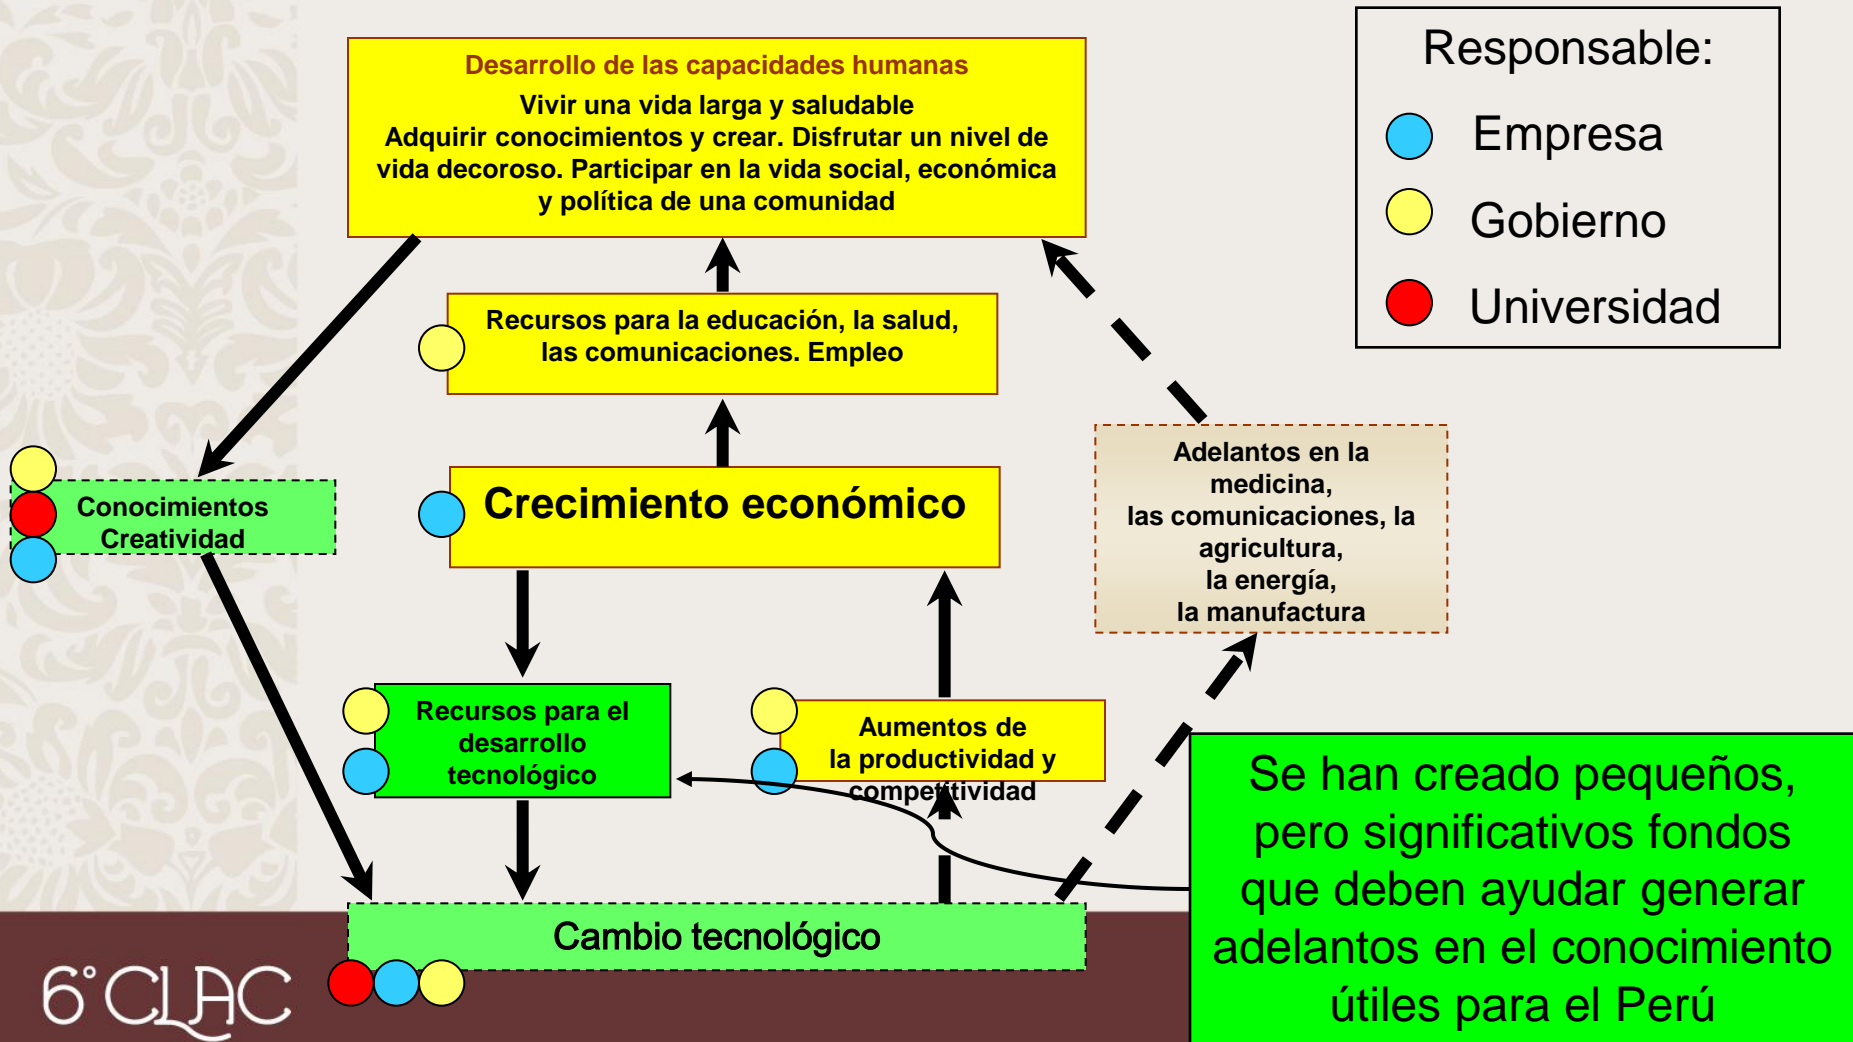 Desarrollo de las capacidades humanas
Vivir una vida larga y saludable
Adquirir conocimientos y crear. Disfrutar un nivel de
vida decoroso. Participar en la vida social, económica
y política de una comunidad
Responsable:
Empresa
Gobierno
Universidad
Recursos para la educación, la salud,
las comunicaciones. Empleo
Conocimientos
Creatividad
Crecimiento económico
Adelantos en la
medicina,
las comunicaciones, la
agricultura,
la energía,
la manufactura
Recursos para el
desarrollo
tecnológico
Aumentos de
la productividad y
competitividad
Se han creado pequeños,
pero significativos fondos
que deben ayudar generar
adelantos en el conocimiento
útiles para el Perú
Cambio tecnológico
6° CLAC